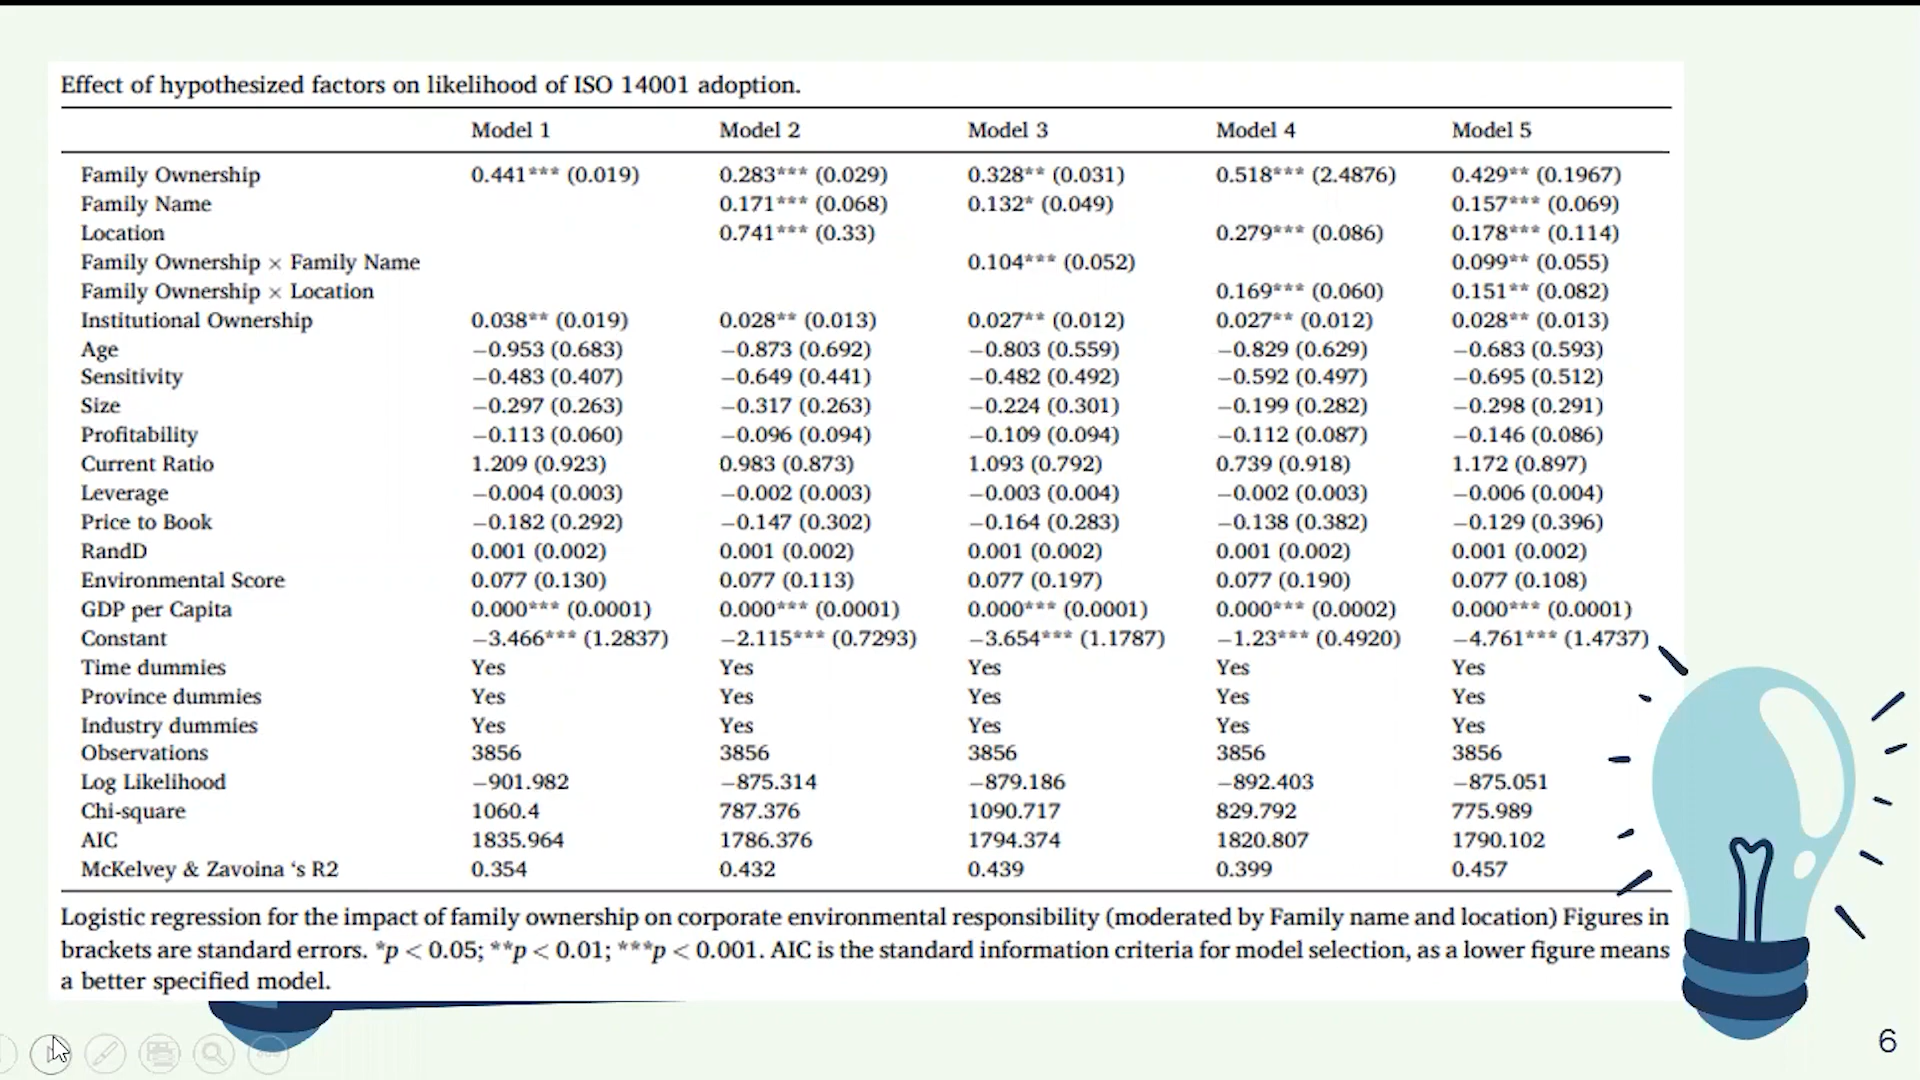 Effect of hypothesized factors on likelihood of ISO 14001 adoption.
Model 1 Model 2 Model 3 Model 4 Model 5
Family Ownership 0.441*** (0.019) 0.283*** (0.029) 0.328** (0.031) 0.518*** (2.4876) 0.429** (0.1967)
Family Name 0.171*** (0.068) 0.132* (0.049) 0.157*** (0.069)
Location 0.741*** (0.33) 0.279*** (0.086) 0.178*** (0.114)
Family Ownership × Family Name 0.104*** (0.052) 0.099** (0.055)
Family Ownership × Location 0.169*** (0.060) 0.151** (0.082)
Institutional Ownership 0.038** (0.019) 0.028** (0.013) 0.027** (0.012) 0.027** (0.012) 0.028** (0.013)
Age −0.953 (0.683) −0.873 (0.692) −0.803 (0.559) −0.829 (0.629) −0.683 (0.593)
Sensitivity −0.483 (0.407) −0.649 (0.441) −0.482 (0.492) −0.592 (0.497) −0.695 (0.512)
Size −0.297 (0.263) −0.317 (0.263) −0.224 (0.301) −0.199 (0.282) −0.298 (0.291)
Profitability −0.113 (0.060) −0.096 (0.094) −0.109 (0.094) −0.112 (0.087) −0.146 (0.086)
Current Ratio 1.209 (0.923) 0.983 (0.873) 1.093 (0.792) 0.739 (0.918) 1.172 (0.897)
Leverage −0.004 (0.003) −0.002 (0.003) −0.003 (0.004) −0.002 (0.003) −0.006 (0.004)
Price to Book −0.182 (0.292) −0.147 (0.302) −0.164 (0.283) −0.138 (0.382) −0.129 (0.396)
RandD 0.001 (0.002) 0.001 (0.002) 0.001 (0.002) 0.001 (0.002) 0.001 (0.002)
Environmental Score 0.077 (0.130) 0.077 (0.113) 0.077 (0.197) 0.077 (0.190) 0.077 (0.108)
GDP per Capita 0.000*** (0.0001) 0.000*** (0.0001) 0.000*** (0.0001) 0.000*** (0.0002) 0.000*** (0.0001)
Constant −3.466*** (1.2837) −2.115*** (0.7293) −3.654*** (1.1787) −1.23*** (0.4920) −4.761*** (1.4737)
Time dummies Yes Yes Yes Yes Yes
Province dummies Yes Yes Yes Yes Yes
Industry dummies Yes Yes Yes Yes Yes
Observations 3856 3856 3856 3856 3856
Log Likelihood −901.982 −875.314 −879.186 −892.403 −875.051
Chi-square 1060.4 787.376 1090.717 829.792 775.989
AIC 1835.964 1786.376 1794.374 1820.807 1790.102
McKelvey & Zavoina ‘s R2 0.354 0.432 0.439 0.399 0.457
Logistic regression for the impact of family ownership on corporate environmental responsibility (moderated by Family name and location) Figures in
brackets are standard errors. *p < 0.05; **p < 0.01; ***p < 0.001. AIC is the standard information criteria for model selection, as a lower figure means
a better specified model.
6